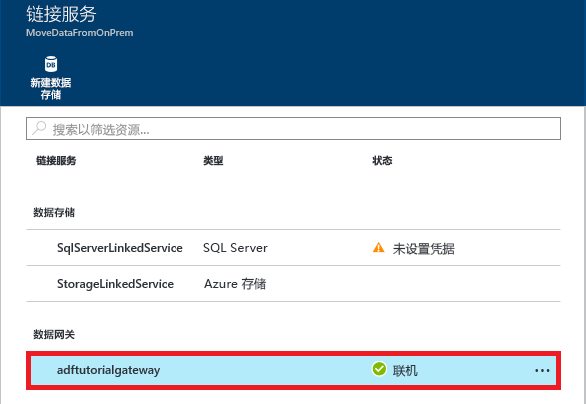 链接服务
MoveDataFromOnPrem
DB
新建数据
存储
搜索以筛选资源...
链接服务 类型 状态
数据存储
SqlServerLinkedService SQL Server 未设置凭据
StorageLinkedService Azure 存储
数据网关
adftutorialgateway 联机 ...